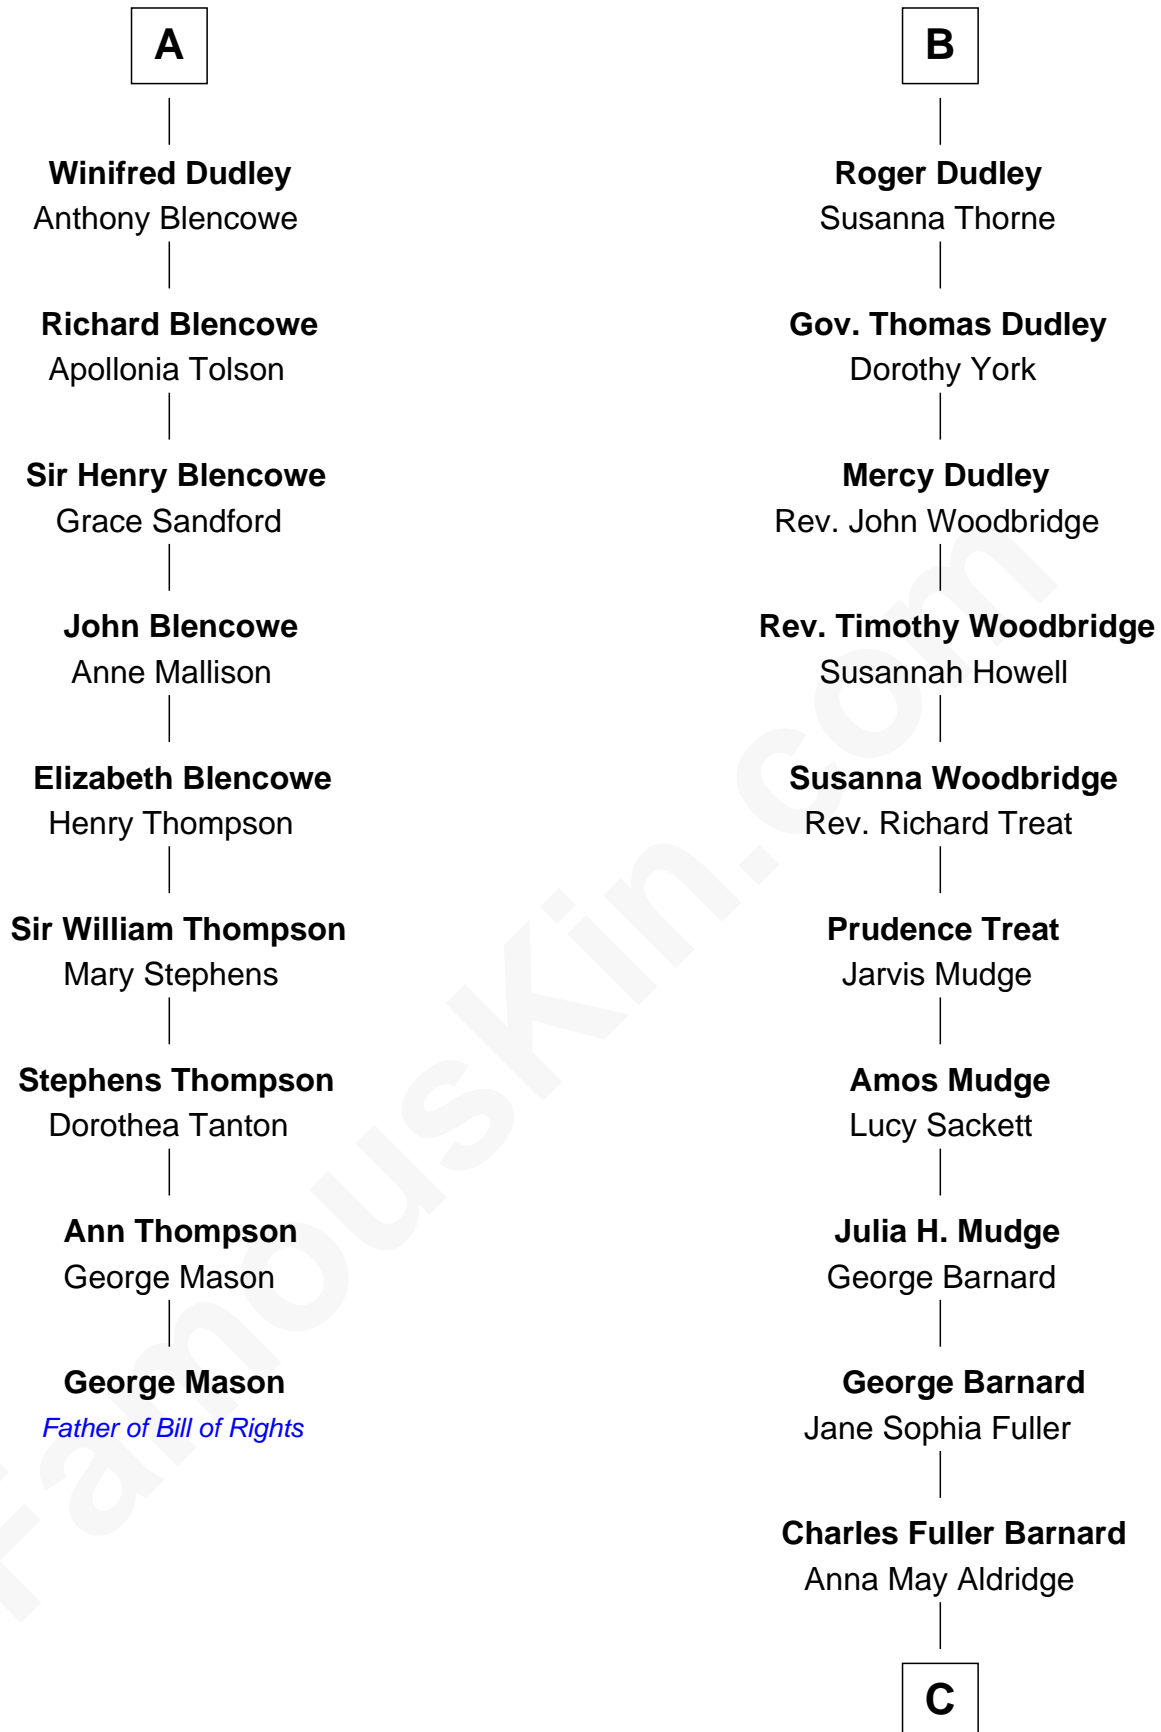 A
Winifred Dudley
Anthony Blencowe
Richard Blencowe
Apollonia Tolson
Sir Henry Blencowe
Grace Sandford
John Blencowe
Anne Mallison
Elizabeth Blencowe
Henry Thompson
Sir William Thompson
Mary Stephens
Stephens Thompson
Dorothea Tanton
Ann Thompson
George Mason
George Mason
Father of Bill of Rights
B
Roger Dudley
Susanna Thorne
Gov. Thomas Dudley
Dorothy York
Mercy Dudley
Rev. John Woodbridge
Rev. Timothy Woodbridge
Susannah Howell
Susanna Woodbridge
Rev. Richard Treat
Prudence Treat
Jarvis Mudge
Amos Mudge
Lucy Sackett
Julia H. Mudge
George Barnard
George Barnard
Jane Sophia Fuller
Charles Fuller Barnard
Anna May Aldridge
C
FamousKin.com